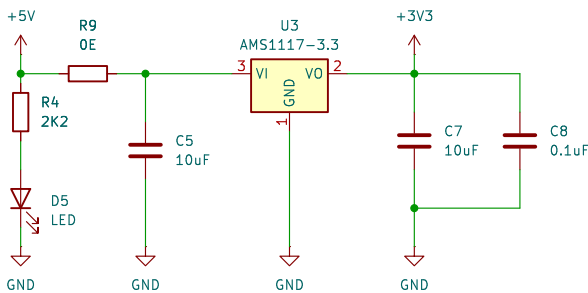 +5V
R9
0E
U3
AMS1117-3.3
+3V3
3
VI
VO
2
GND
1
R4
2K2
C5
10uF
C7
10uF
C8
0.1uF
D5
LED
GND
GND
GND
GND